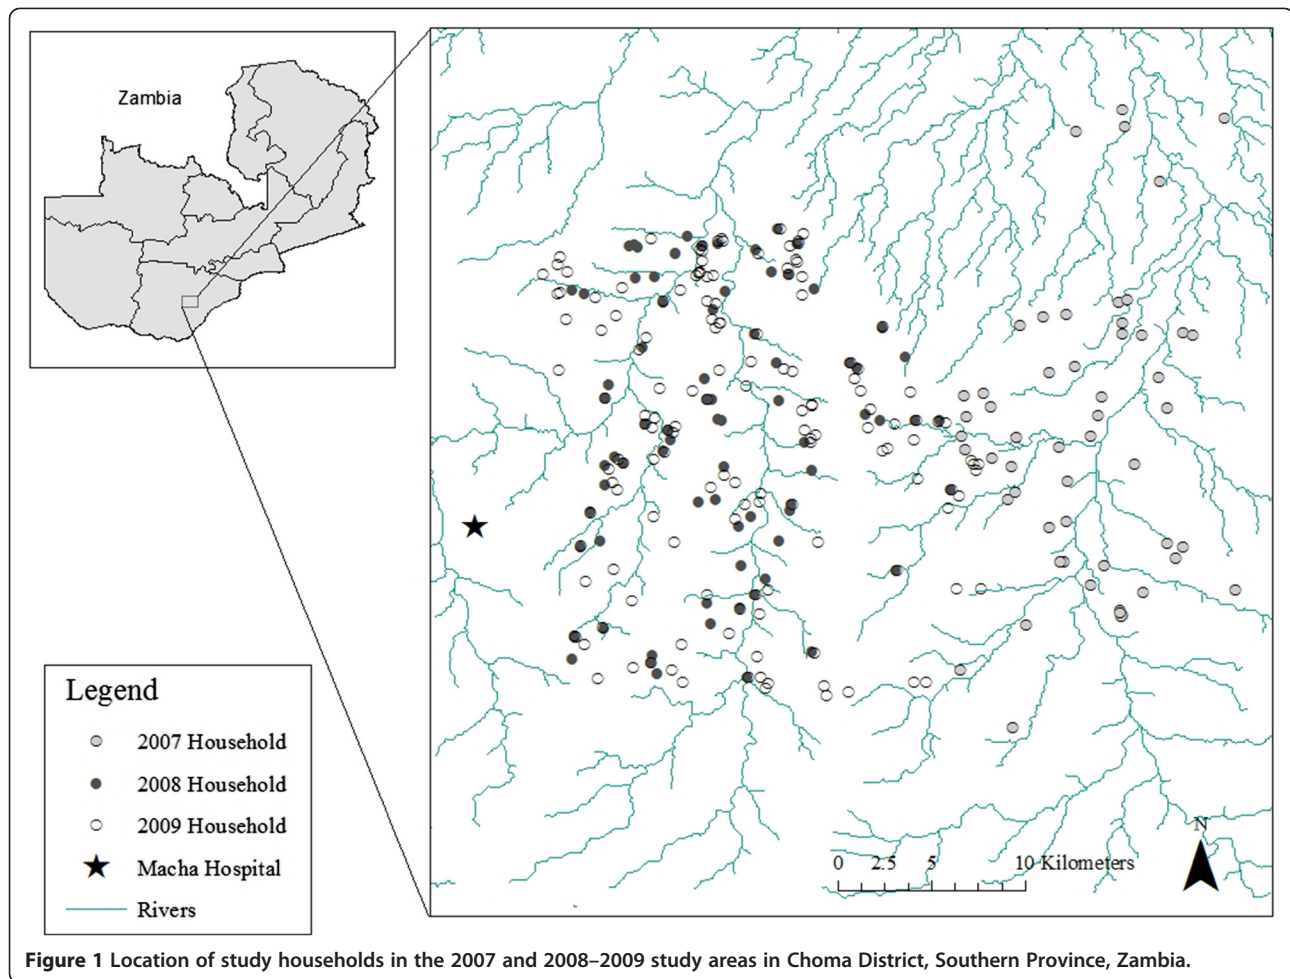 Zambia
Legend
2007 Household
2008 Household
2009 Household
Macha Hospital
Rivers
N
0 2.5 5 10 Kilometers
Figure 1 Location of study households in the 2007 and 2008–2009 study areas in Choma District, Southern Province, Zambia.